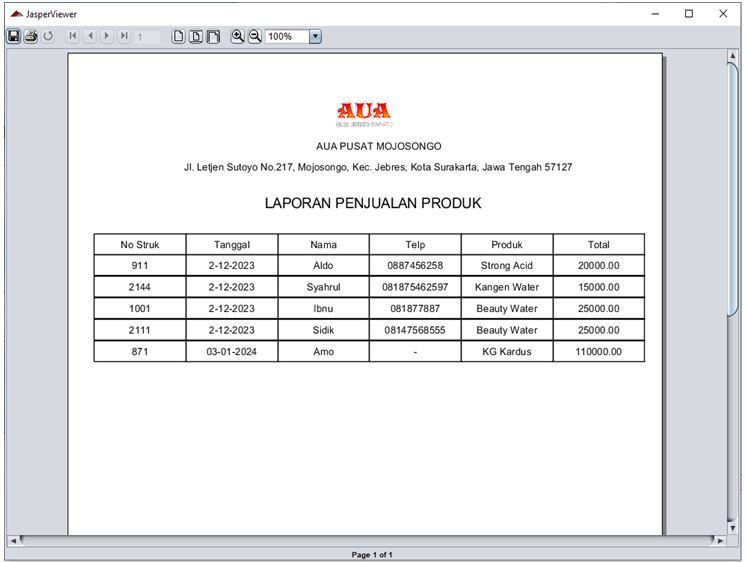 JasperViewer
1
100%
AUA
AUA PUSAT MOJOSONGO
Jl. Letjen Sutoyo No.217, Mojosongo, Kec. Jebres, Kota Surakarta, Jawa Tengah 57127
LAPORAN PENJUALAN PRODUK
No Struk Tanggal Nama Telp Produk Total
911 2-12-2023 Aldo 0887456258 Strong Acid 20000.00
2144 2-12-2023 Syahrul 081875462597 Kangen Water 15000.00
1001 2-12-2023 Ibnu 081877887 Beauty Water 25000.00
2111 2-12-2023 Sidik 08147568555 Beauty Water 25000.00
871 03-01-2024 Amo - KG Kardus 110000.00
Page 1 of 1